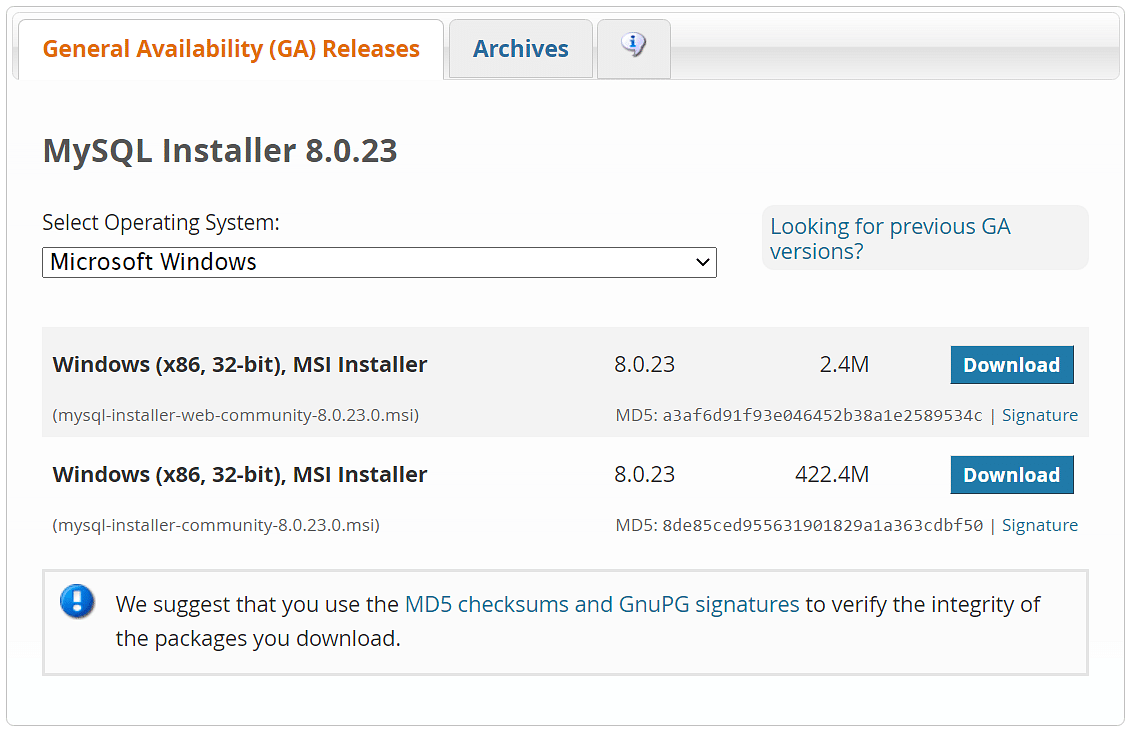 General Availability (GA) Releases
Archives
MySQL Installer 8.0.23
Select Operating System:
Looking for previous GA
versions?
Microsoft Windows
Windows (x86, 32-bit), MSI Installer 8.0.23 2.4M Download
(mysql-installer-web-community-8.0.23.0.msi) MD5: a3af6d91f93e046452b38a1e2589534c | Signature
Windows (x86, 32-bit), MSI Installer 8.0.23 422.4M Download
(mysql-installer-community-8.0.23.0.msi) MD5: 8de85ced955631901829a1a363cdbf50 | Signature
We suggest that you use the MD5 checksums and GnuPG signatures to verify the integrity of
the packages you download.